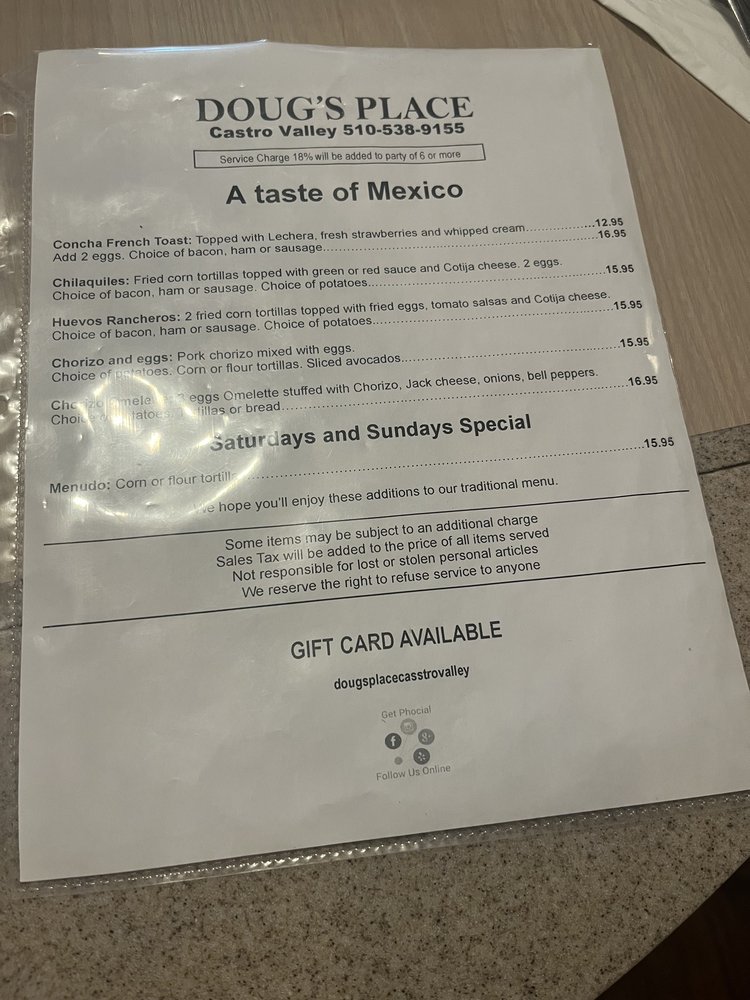 DOUG'S PLACE
Castro Valley 510-538-9155
Service Charge 18% will be added to party of 6 or more
A taste of Mexico
Concha French Toast: Topped with Lechera, fresh strawberries and whipped cream................12.95
Add 2 eggs. Choice of bacon, ham or sausage.....................................................................16.95
Chilaquiles: Fried corn tortillas topped with green or red sauce and Cotija cheese. 2 eggs.
Choice of bacon, ham or sausage. Choice of potatoes.........................................................15.95
Huevos Rancheros: 2 fried corn tortillas topped with fried eggs, tomato salsas and Cotija cheese.
Choice of bacon, ham or sausage. Choice of potatoes.........................................................15.95
Chorizo and eggs: Pork chorizo mixed with eggs.
Choice of potatoes. Corn or flour tortillas. Sliced avocados..................................................15.95
Chorizo Omelette: 3 eggs Omelette stuffed with Chorizo, Jack cheese, onions, bell peppers.
Choice of potatoes, tortillas or bread....................................................................................16.95
Saturdays and Sundays Special
Menudo: Corn or flour tortillas.............................................................................................15.95
We hope you'll enjoy these additions to our traditional menu.
Some items may be subject to an additional charge
Sales Tax will be added to the price of all items served
Not responsible for lost or stolen personal articles
We reserve the right to refuse service to anyone
GIFT CARD AVAILABLE
dougsplacecasstrovalley
Get Phocial
Follow Us Online